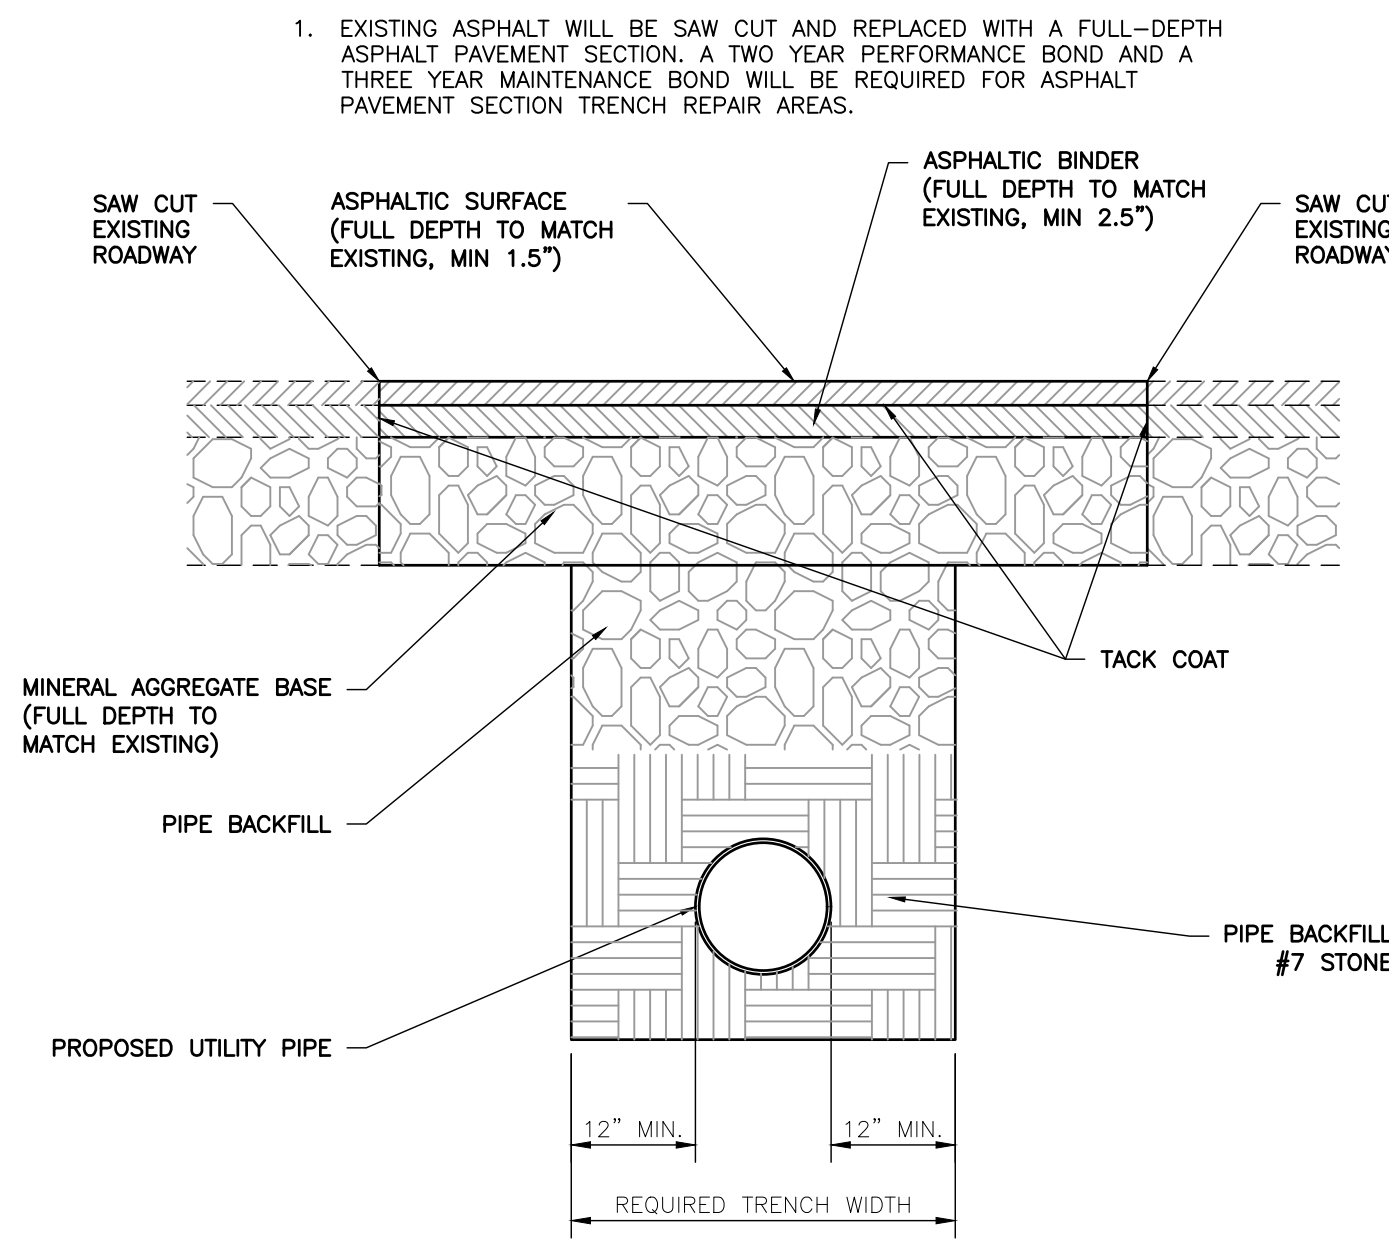 1. EXISTING ASPHALT WILL BE SAW CUT AND REPLACED WITH A FULL-DEPTH
ASPHALT PAVEMENT SECTION. A TWO YEAR PERFORMANCE BOND AND A
THREE YEAR MAINTENANCE BOND WILL BE REQUIRED FOR ASPHALT
PAVEMENT SECTION TRENCH REPAIR AREAS.
SAW CUT
EXISTING
ROADWAY
ASPHALTIC SURFACE
(FULL DEPTH TO MATCH
EXISTING, MIN 1.5")
ASPHALTIC BINDER
(FULL DEPTH TO MATCH
EXISTING, MIN 2.5")
SAW CUT
EXISTING
ROADWAY
TACK COAT
MINERAL AGGREGATE BASE
(FULL DEPTH TO
MATCH EXISTING)
PIPE BACKFILL
PIPE BACKFILL
#7 STONE
PROPOSED UTILITY PIPE
12" MIN.
12" MIN.
REQUIRED TRENCH WIDTH